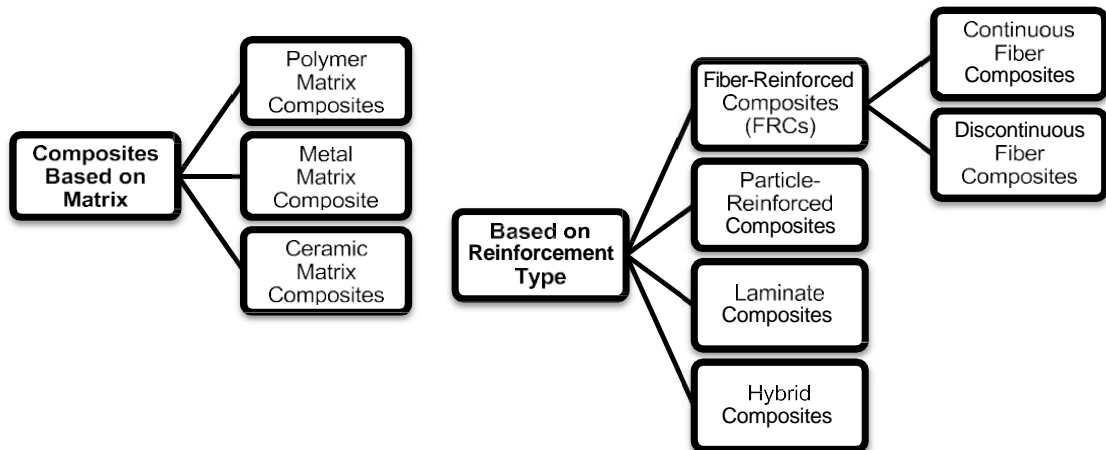 Composites
Based on
Matrix
Polymer
Matrix
Composites
Metal
Matrix
Composite
Ceramic
Matrix
Composites
Based on
Reinforcement
Type
Fiber-Reinforced
Composites
(FRCs)
Continuous
Fiber
Composites
Discontinuous
Fiber
Composites
Particle-
Reinforced
Composites
Laminate
Composites
Hybrid
Composites